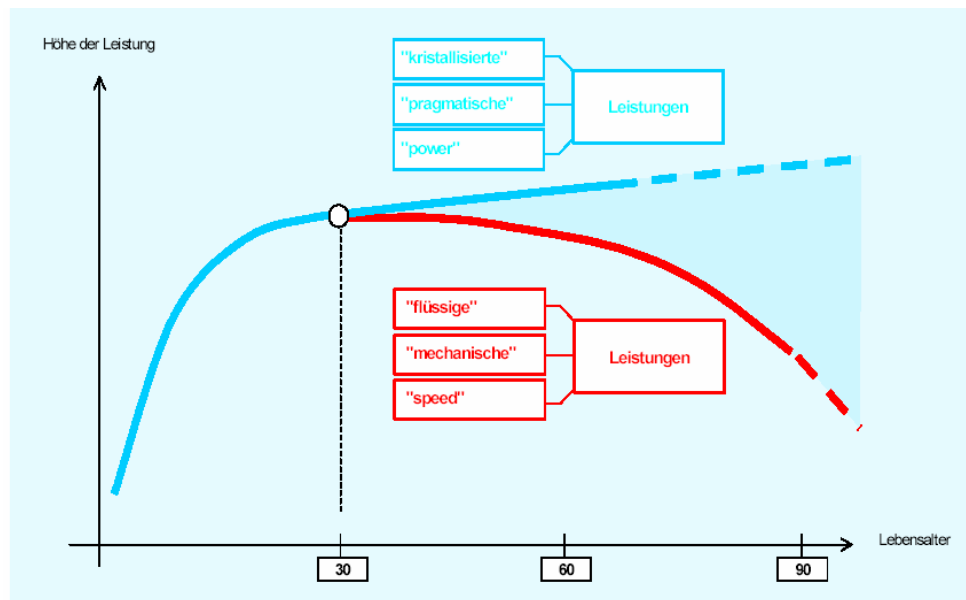 Höhe der Leistung
"kristallisierte"
"pragmatische"
"power"
Leistungen
"flüssige"
"mechanische"
"speed"
Leistungen
Lebensalter
30
60
90